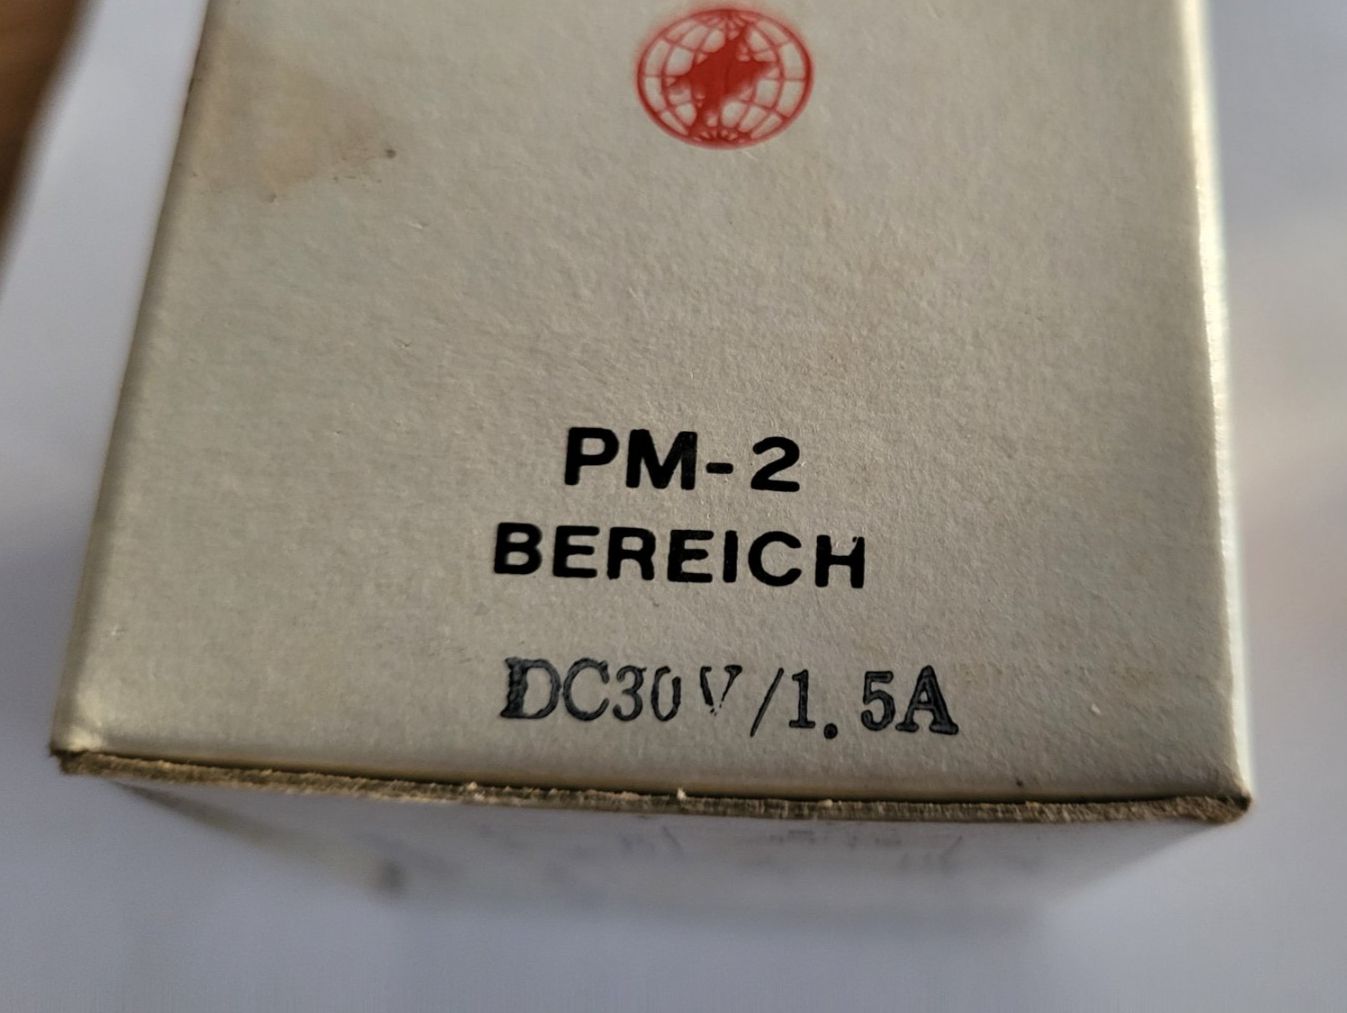 PM-2
BEREICH
DC30V/1.5A